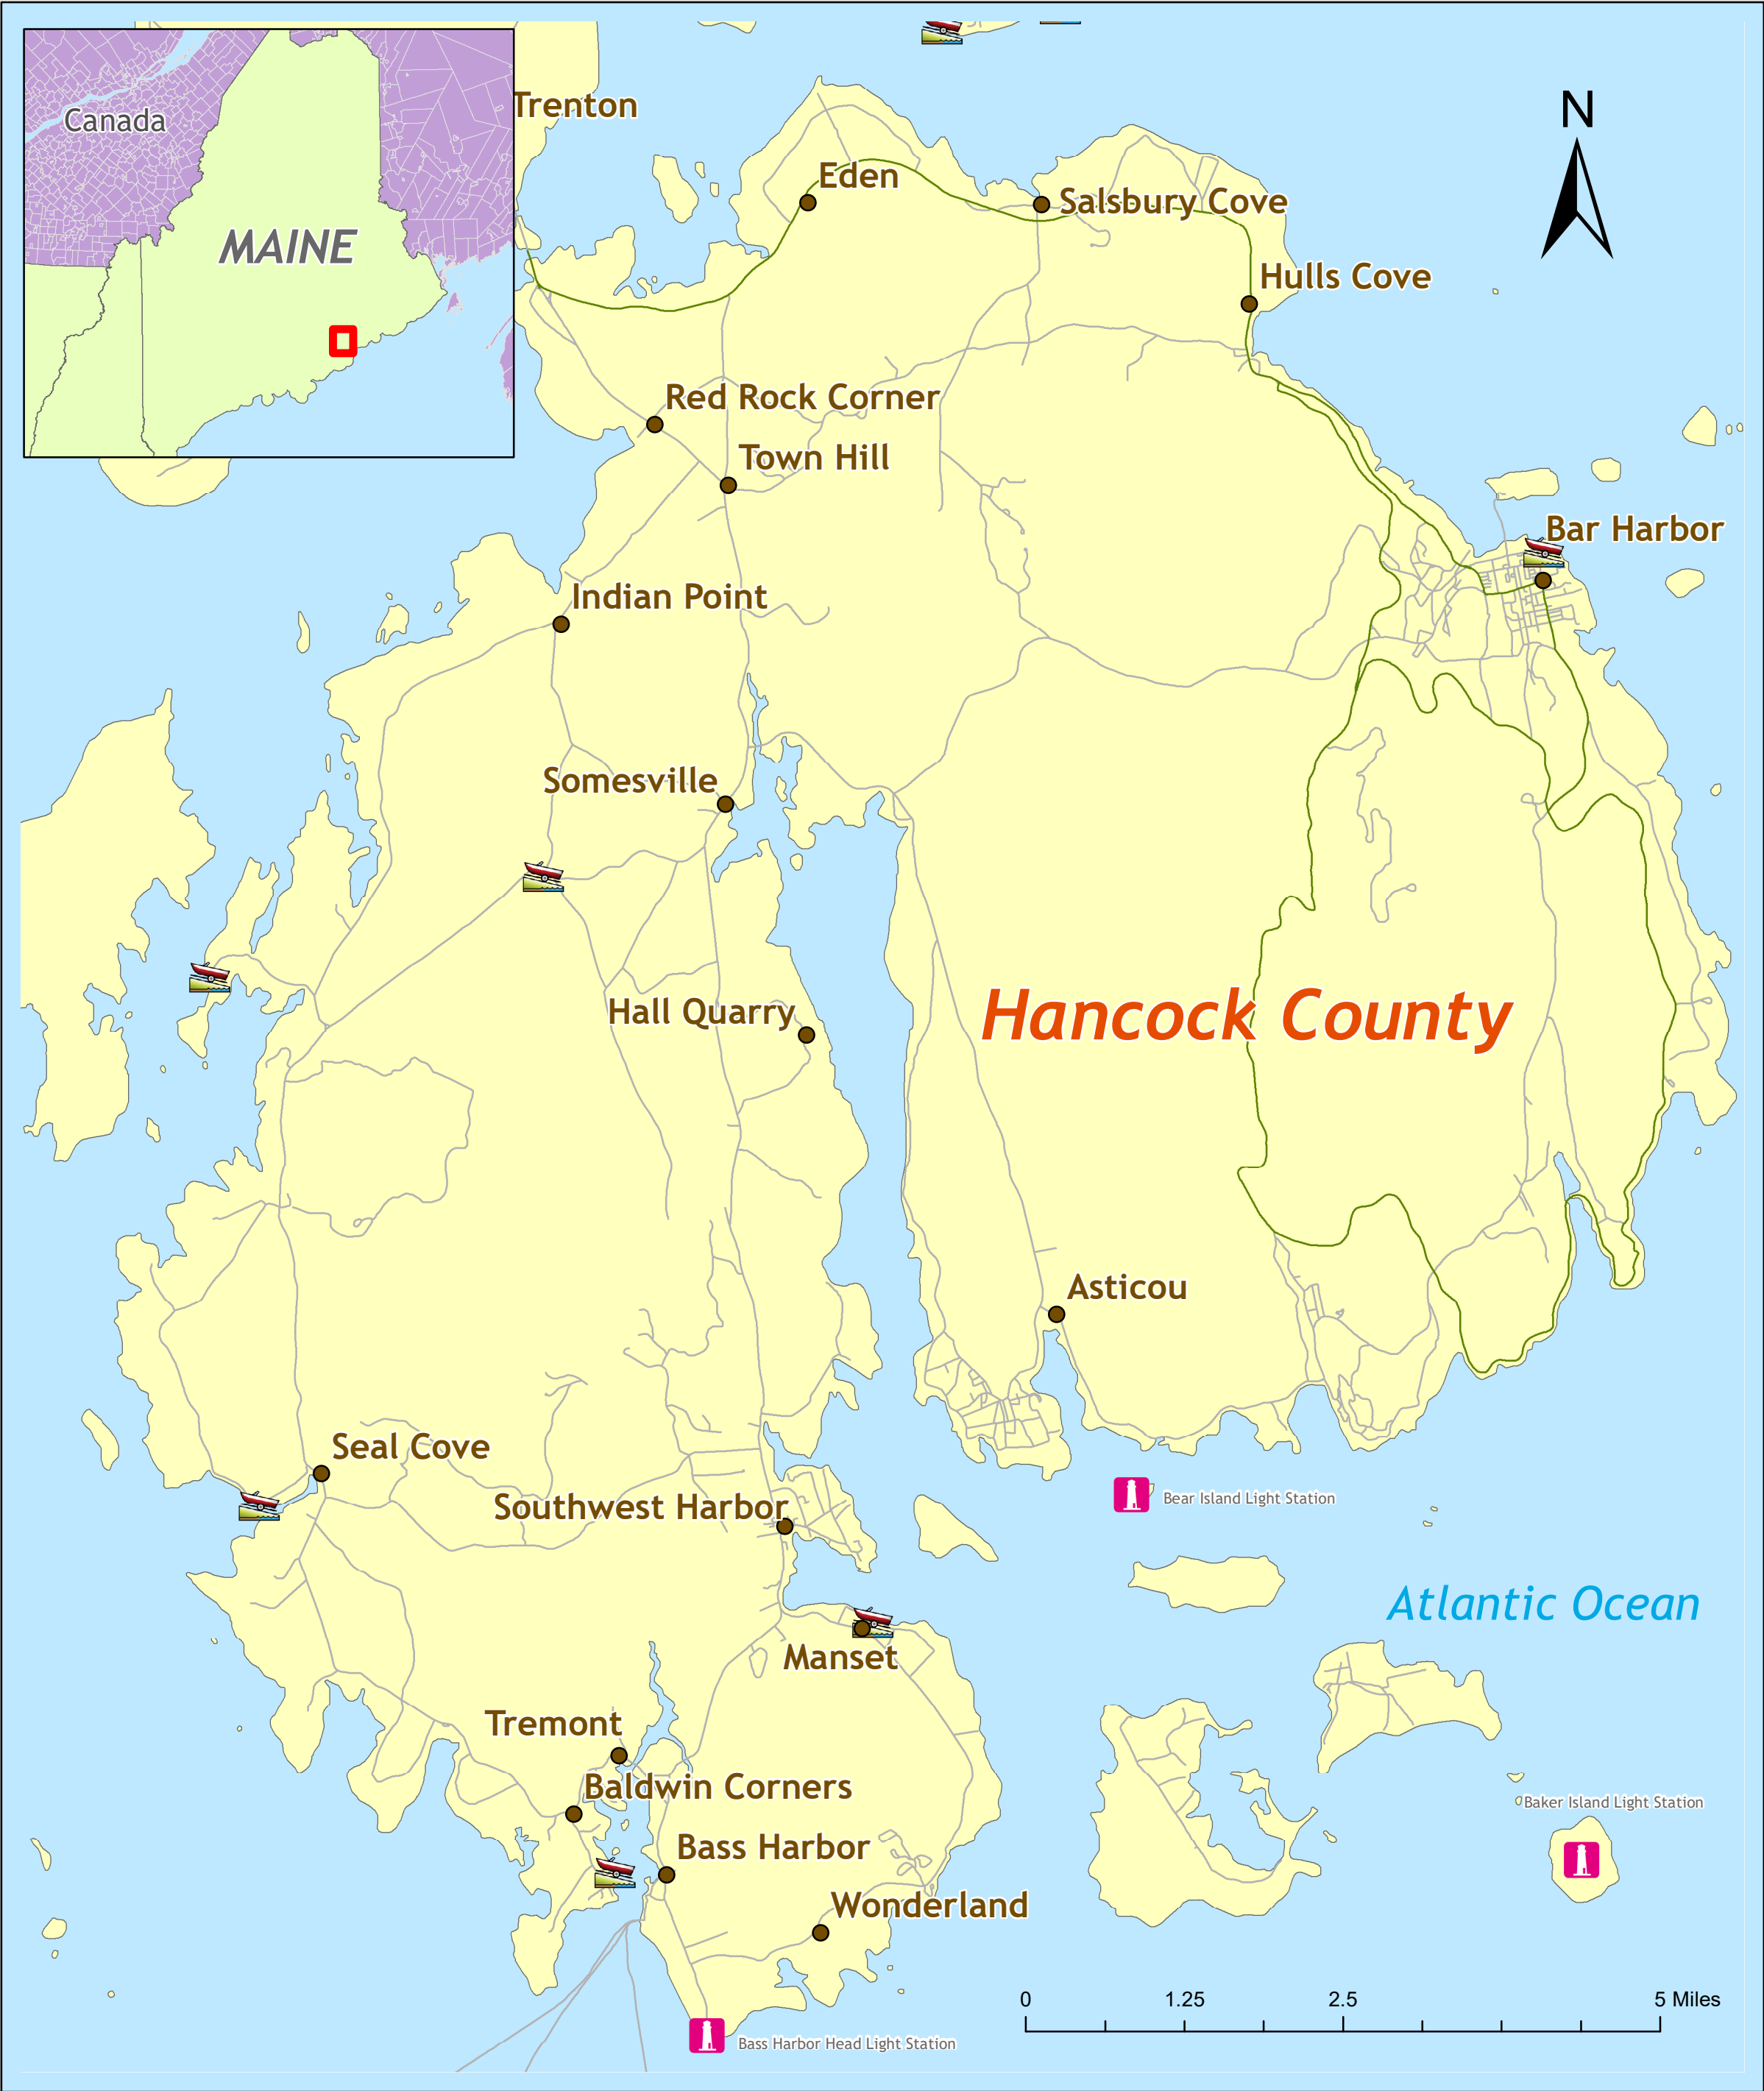 Trenton
N
Canada
Eden
Salsbury Cove
MAINE
Hulls Cove
Red Rock Corner
Town Hill
Bar Harbor
Indian Point
Somesville
Hall Quarry
Hancock County
Asticou
Seal Cove
Southwest Harbor
Bear Island Light Station
Atlantic Ocean
Manset
Tremont
Baldwin Corners
Baker Island Light Station
Bass Harbor
Wonderland
0 1.25 2.5 5 Miles
Bass Harbor Head Light Station